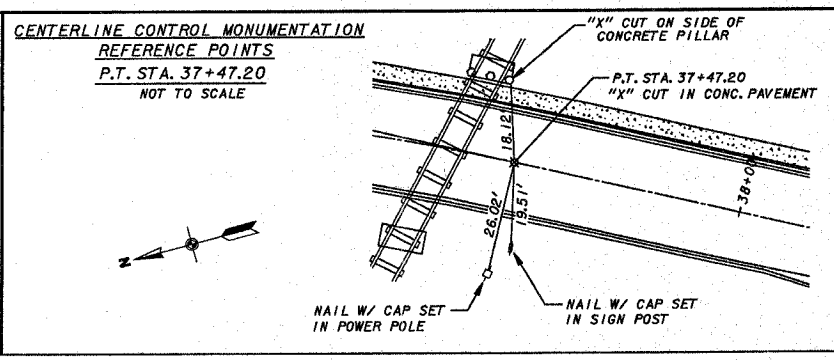 CENTERLINE CONTROL MONUMENTATION
REFERENCE POINTS
P.T. STA. 37+47.20
NOT TO SCALE
"X" CUT ON SIDE OF
CONCRETE PILLAR
P.T. STA. 37+47.20
"X" CUT IN CONC. PAVEMENT
18.12'
38+00
26.02'
19.51'
N
NAIL W/ CAP SET
IN POWER POLE
NAIL W/ CAP SET
IN SIGN POST